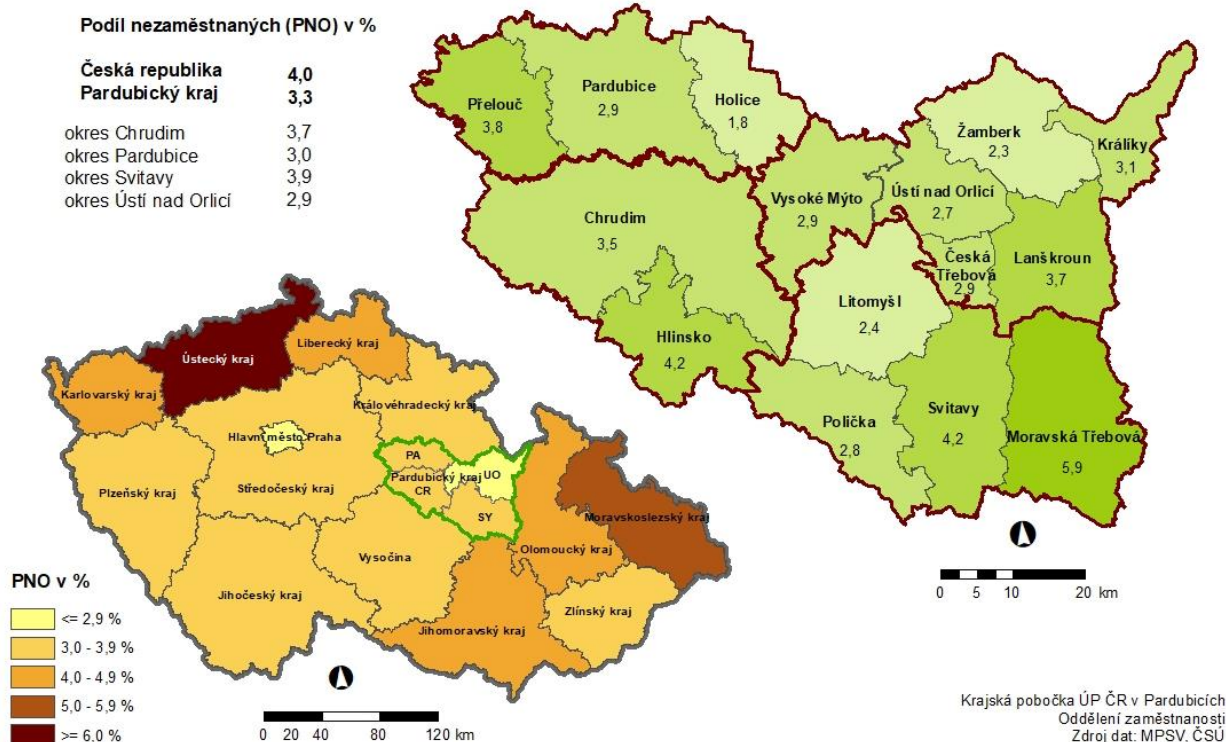 Podíl nezaměstnaných (PNO) v %
Česká republika 4,0
Pardubický kraj 3,3
okres Chrudim 3,7
okres Pardubice 3,0
okres Svitavy 3,9
okres Ústí nad Orlicí 2,9
Přelouč
3,8
Pardubice
2,9
Holice
1,8
Žamberk
2,3
Králíky
3,1
Vysoké Mýto
2,9
Ústí nad Orlicí
2,7
Chrudim
3,5
Česká
Třebová
2,9
Lanškroun
3,7
Litomyšl
2,4
Hlinsko
4,2
Polička
2,8
Svitavy
4,2
Moravská Třebová
5,9
0 5 10 20 km
Ústecký kraj
Liberecký kraj
Karlovarský kraj
Královéhradecký kraj
Hlavní město Praha
PA
Pardubický kraj
UO
CR
SY
Plzeňský kraj
Středočeský kraj
Moravskoslezský kraj
Olomoucký kraj
Vysočina
Jihočeský kraj
Zlínský kraj
Jihomoravský kraj
PNO v %
<= 2,9 %
3,0 - 3,9 %
4,0 - 4,9 %
5,0 - 5,9 %
>= 6,0 %
0 20 40 80 120 km
Krajská pobočka ÚP ČR v Pardubicích
Oddělení zaměstnanosti
Zdroj dat: MPSV, ČSÚ